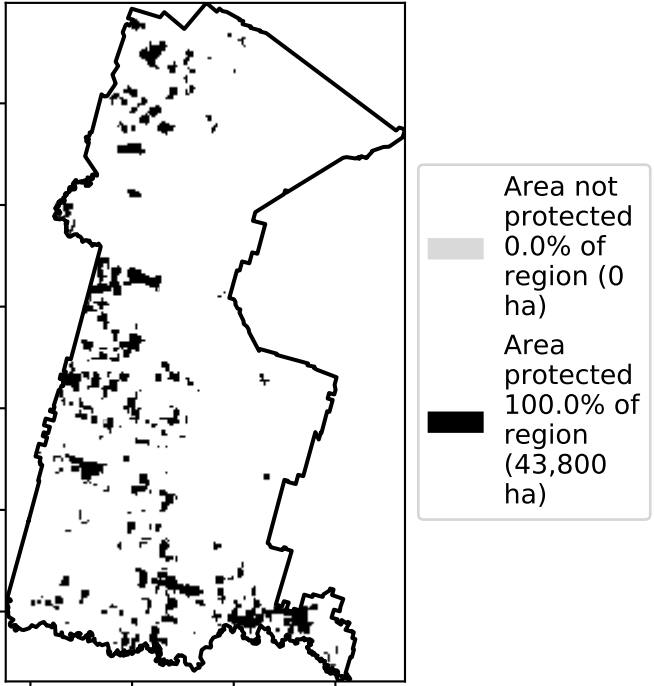 Area not
protected
0.0% of
region (0
ha)
Area
protected
100.0% of
region
(43,800
ha)